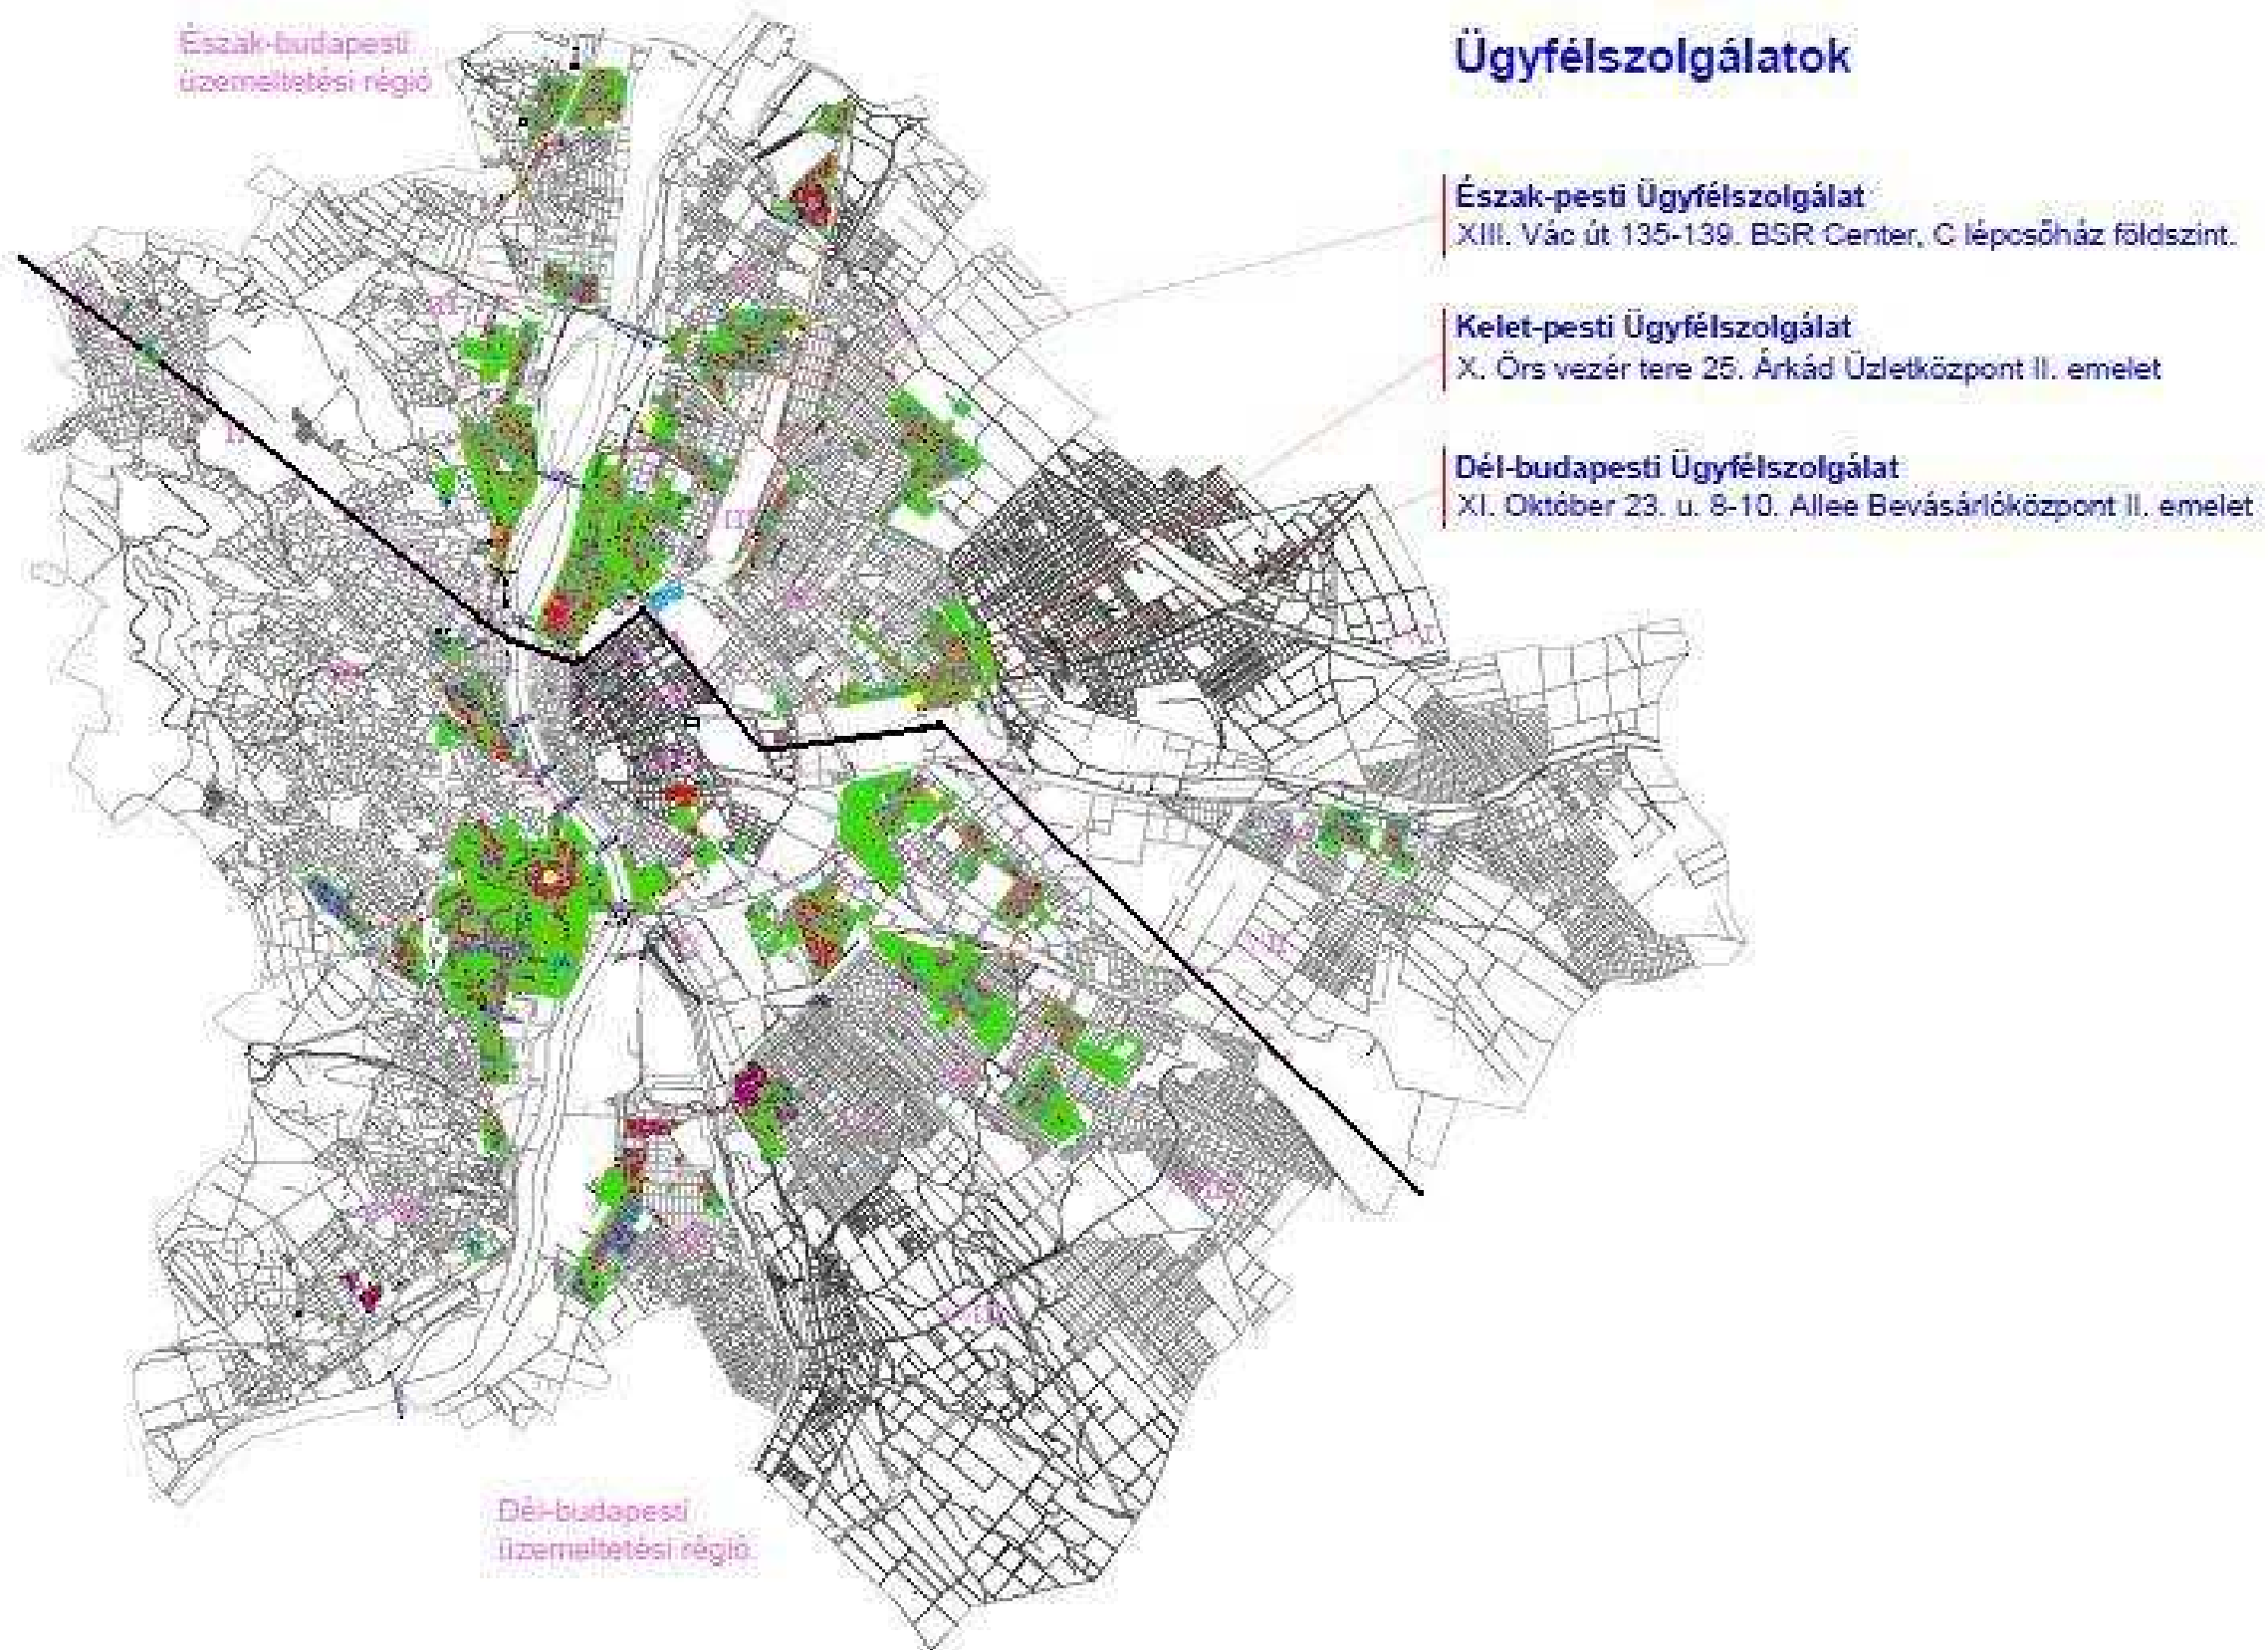 Észak-budapesti
üzemeltetési régió
Ügyfélszolgálatok
Észak-pesti Ügyfélszolgálat
XIII. Vác út 135-139. BSR Center, C lépcsőház földszint.
Kelet-pesti Ügyfélszolgálat
X. Örs vezér tere 25. Árkád Üzletközpont II. emelet
Dél-budapesti Ügyfélszolgálat
XI. Október 23. u. 8-10. Allee Bevásárlóközpont II. emelet
Dél-budapesti
üzemeltetési régió